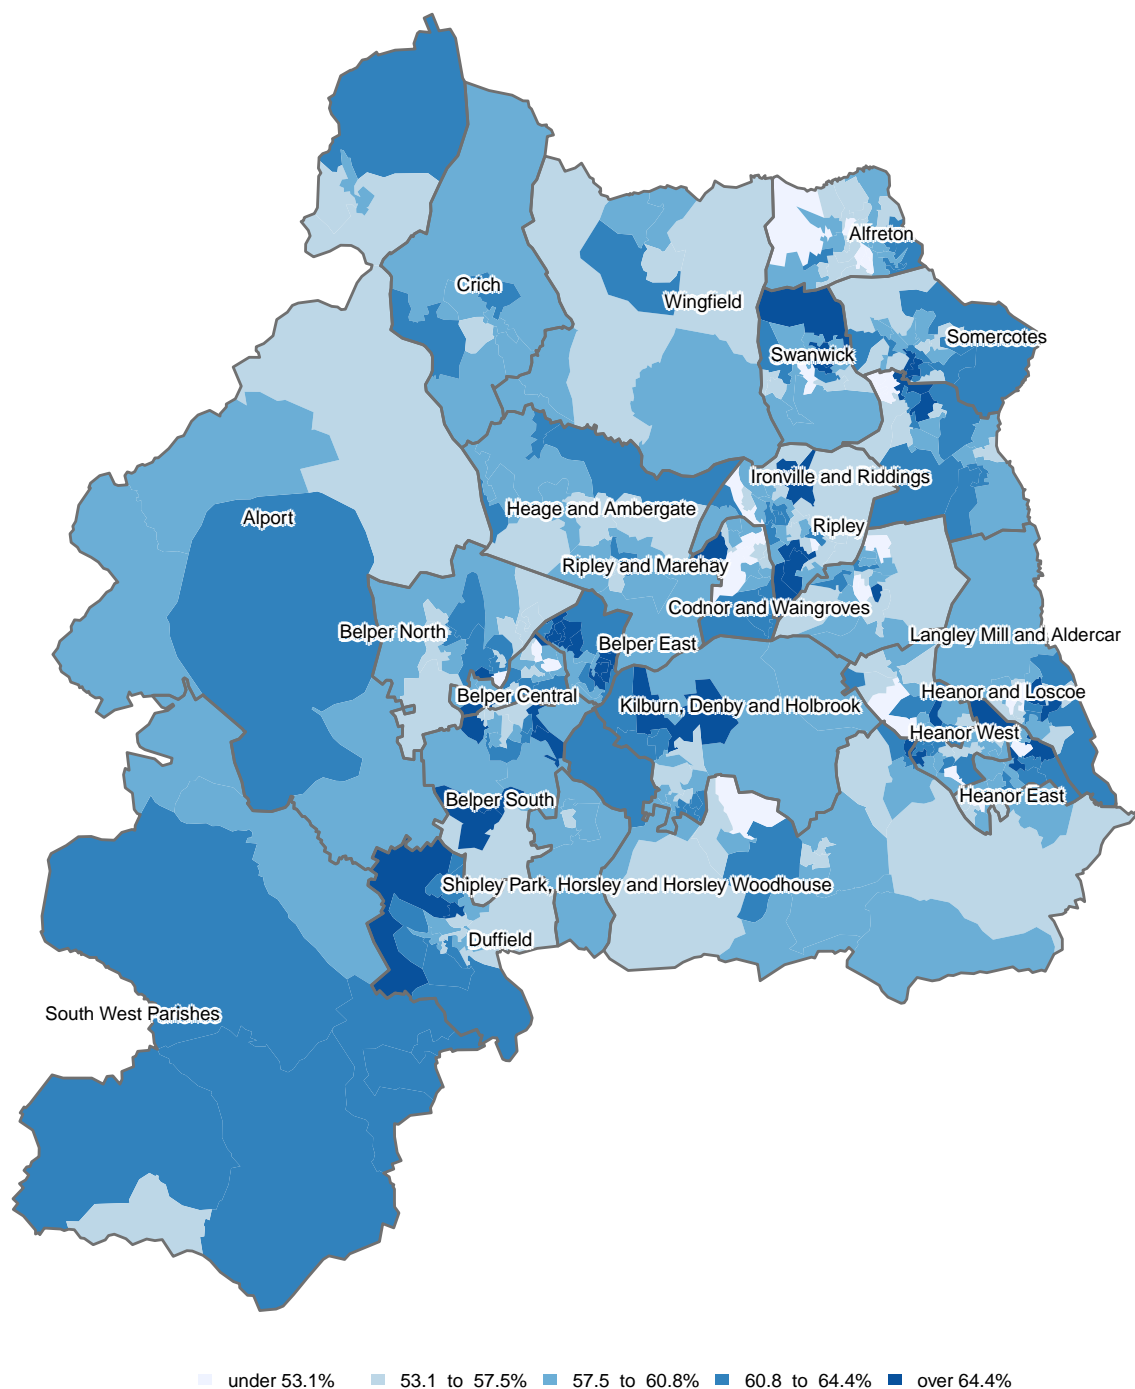 Alfreton
Crich
Wingfield
Somercotes
Swanwick
Ironville and Riddings
Heage and Ambergate
Alport
Ripley
Ripley and Marehay
Codnor and Waingroves
Belper North
Langley Mill and Aldercar
Belper East
Heanor and Loscoe
Belper Central
Kilburn, Denby and Holbrook
Heanor West
Heanor East
Belper South
Shipley Park, Horsley and Horsley Woodhouse
Duffield
South West Parishes
under 53.1% 53.1 to 57.5% 57.5 to 60.8% 60.8 to 64.4% over 64.4%